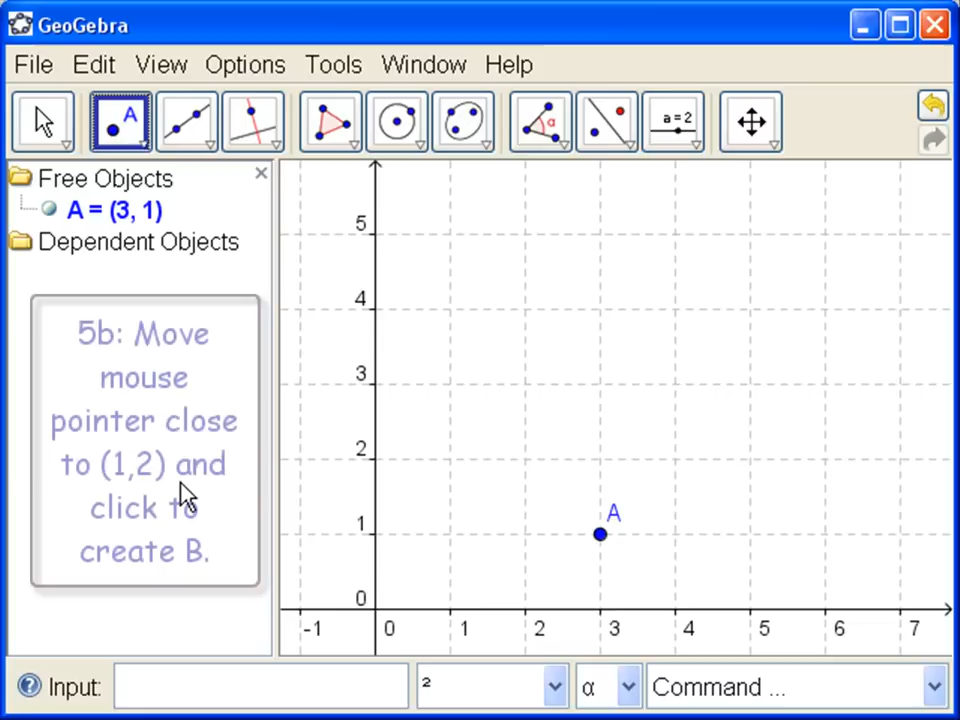 GeoGebra
File Edit View Options Tools Window Help
A
α
a = 2
Free Objects
A = (3, 1)
Dependent Objects
5b: Move
mouse
pointer close
to (1,2) and
click to
create B.
5
4
3
2
1
0
A
-1 0 1 2 3 4 5 6 7
Input: ² α Command ...